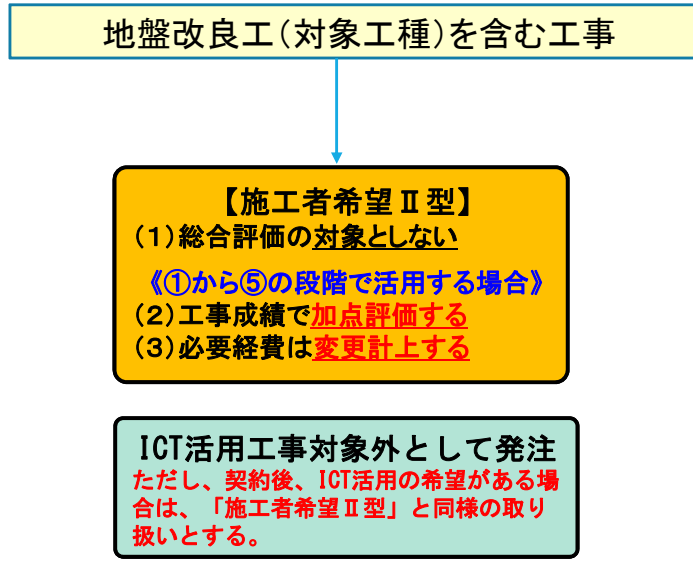 地盤改良工(対象工種)を含む工事
【施工者希望Ⅱ型】
(1)総合評価の対象としない
《①から⑤の段階で活用する場合》
(2)工事成績で加点評価する
(3)必要経費は変更計上する
ICT活用工事対象外として発注
ただし、契約後、ICT活用の希望がある場
合は、「施工者希望Ⅱ型」と同様の取り
扱いとする。